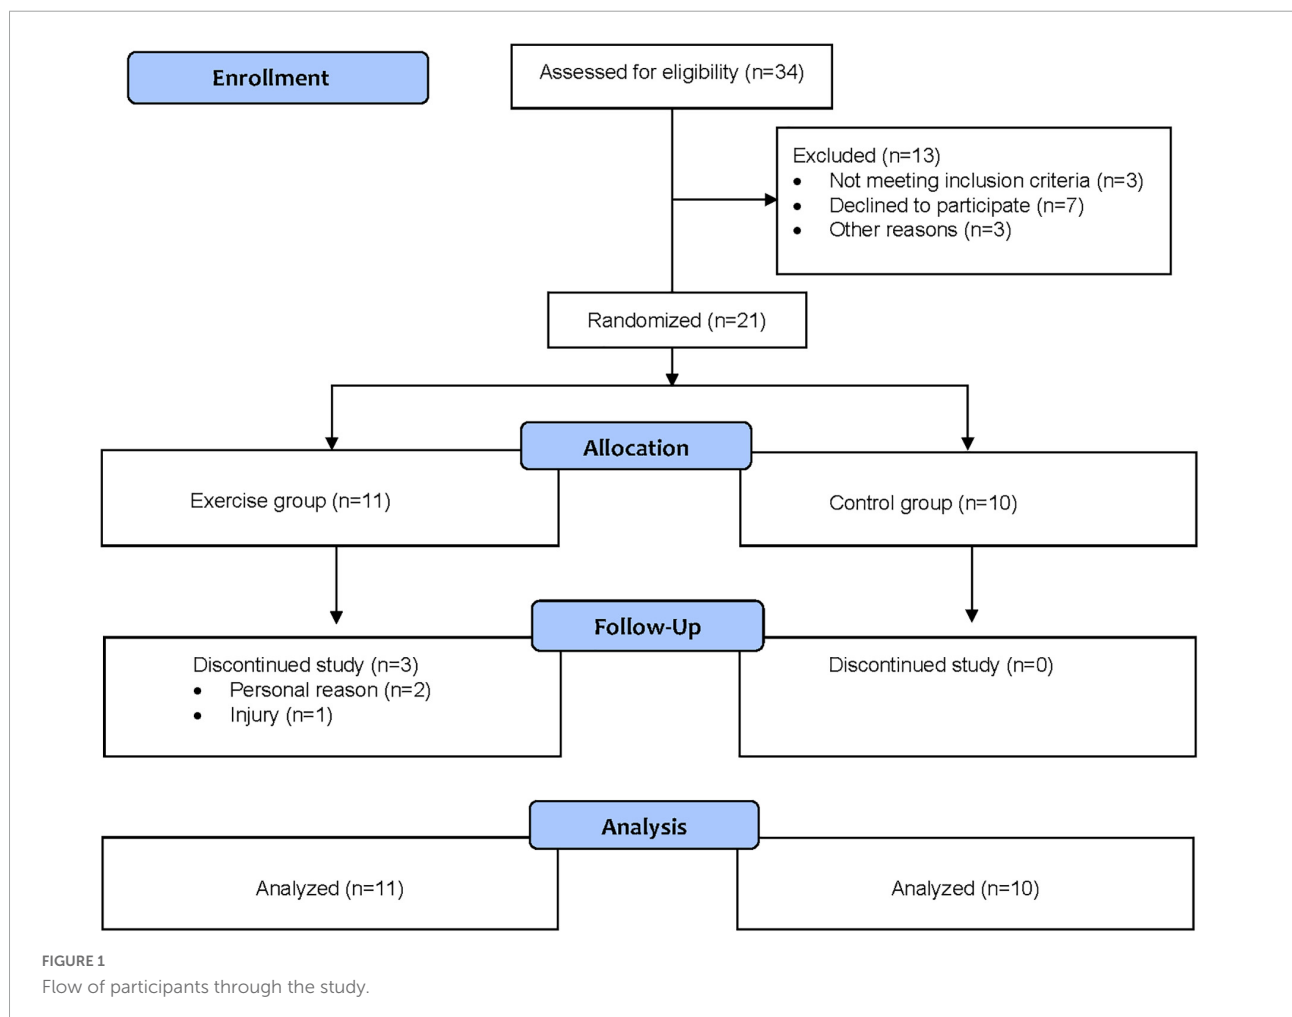 Enrollment
Assessed for eligibility (n=34)
Excluded (n=13)
• Not meeting inclusion criteria (n=3)
• Declined to participate (n=7)
• Other reasons (n=3)
Randomized (n=21)
Allocation
Exercise group (n=11)
Control group (n=10)
Follow-Up
Discontinued study (n=3)
• Personal reason (n=2)
• Injury (n=1)
Discontinued study (n=0)
Analysis
Analyzed (n=11)
Analyzed (n=10)
FIGURE 1
Flow of participants through the study.